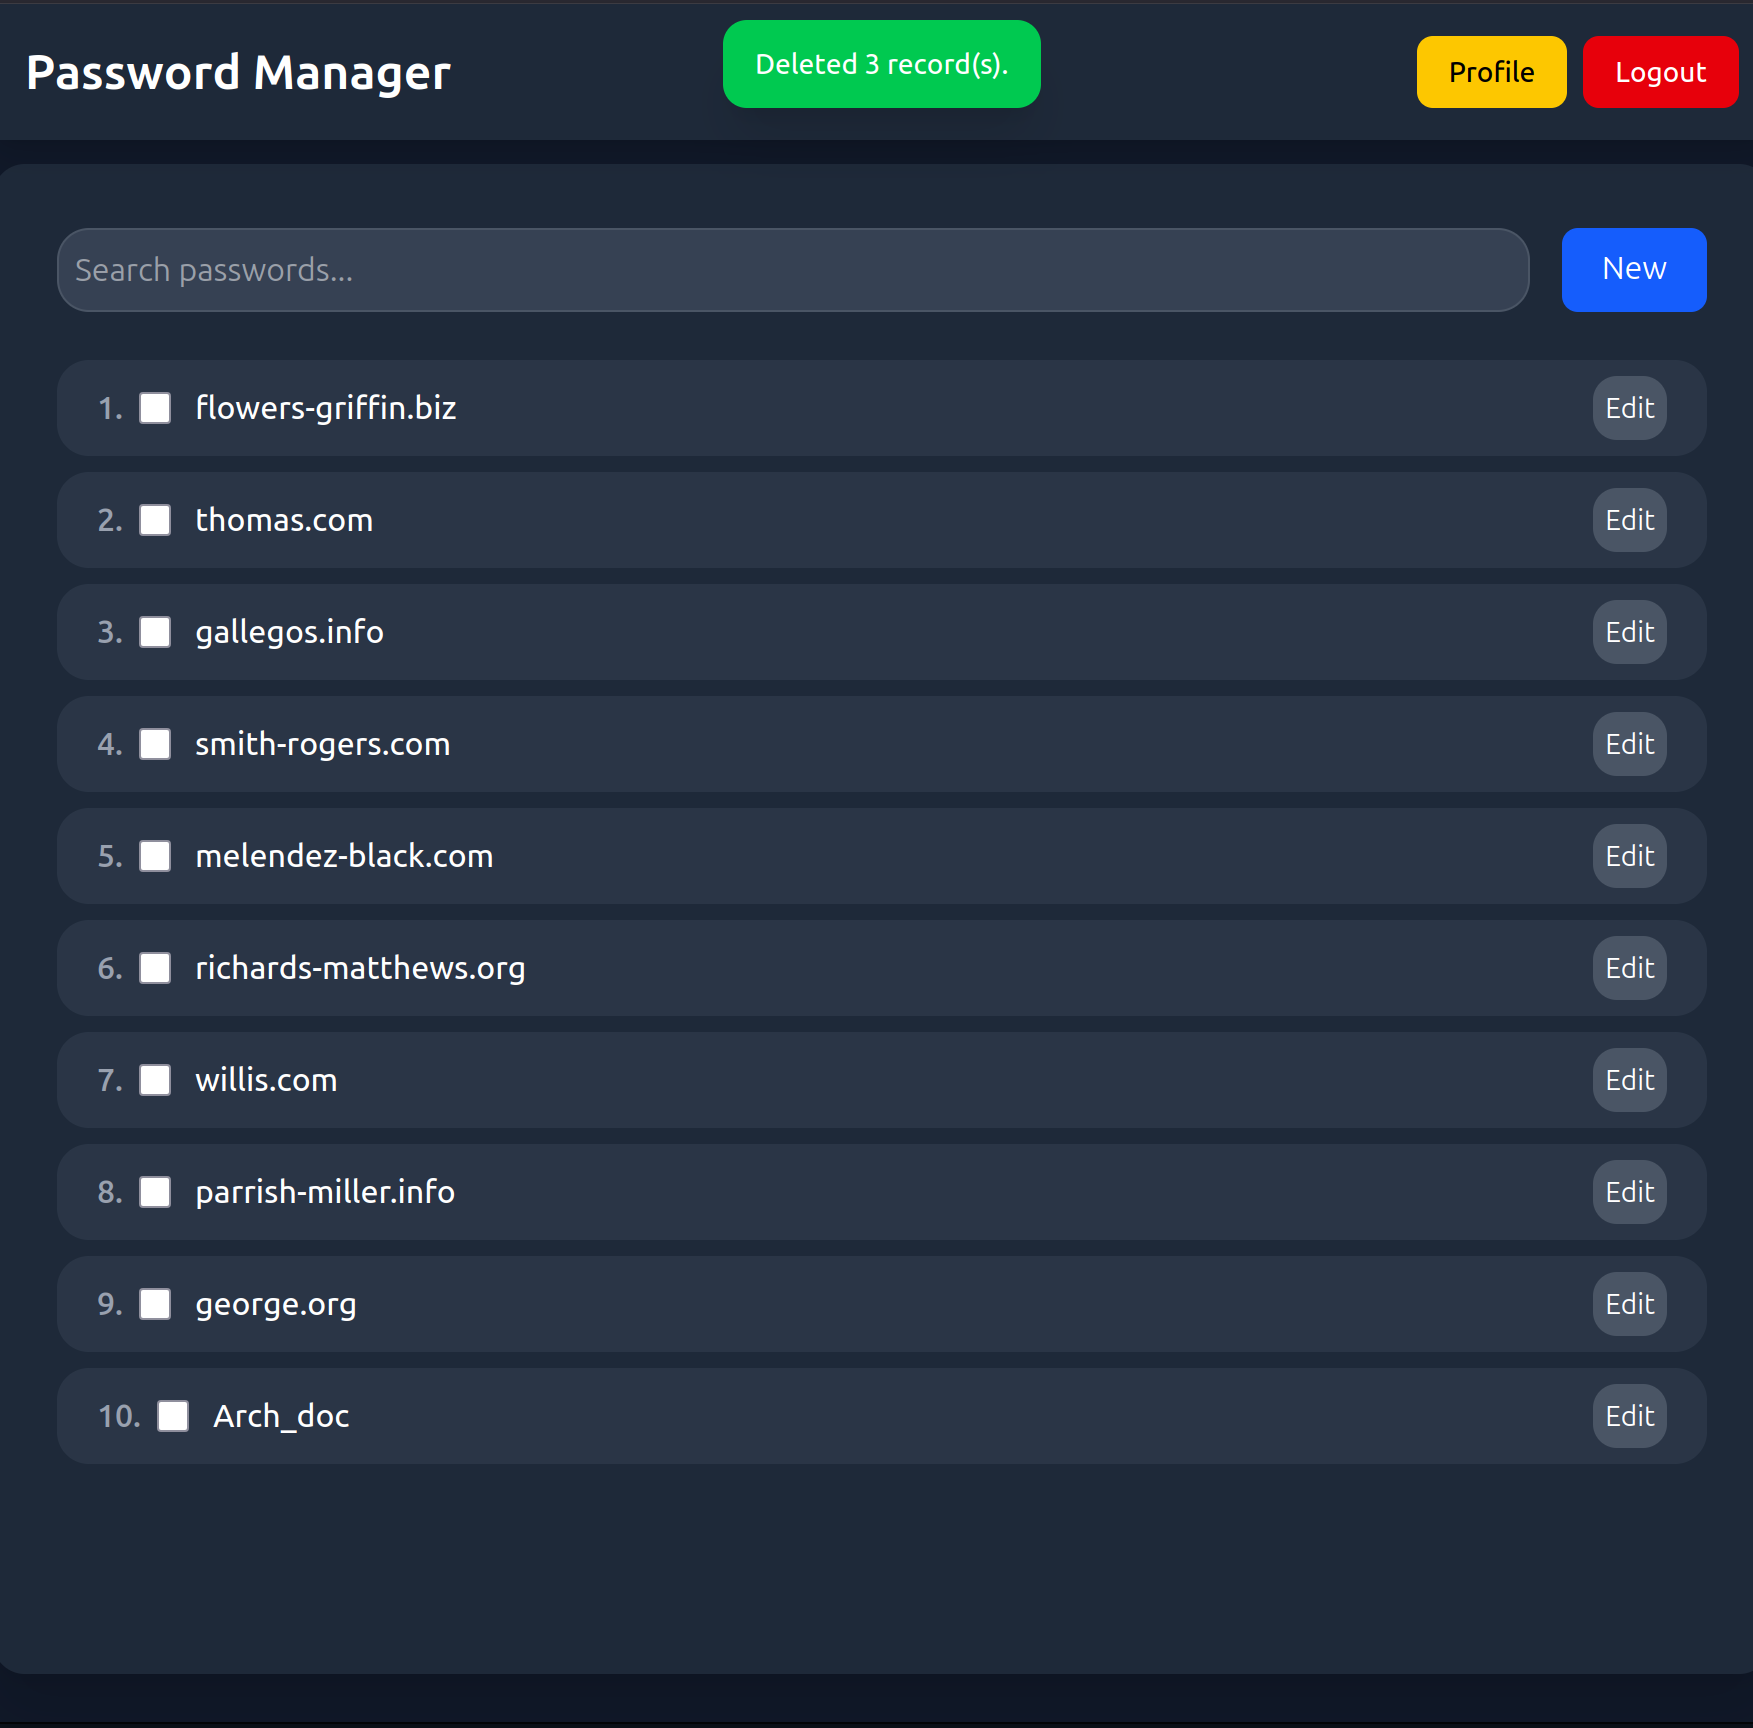 Password Manager
Deleted 3 record(s).
Profile
Logout
Search passwords...
New
1. flowers-griffin.biz Edit
2. thomas.com Edit
3. gallegos.info Edit
4. smith-rogers.com Edit
5. melendez-black.com Edit
6. richards-matthews.org Edit
7. willis.com Edit
8. parrish-miller.info Edit
9. george.org Edit
10. Arch_doc Edit